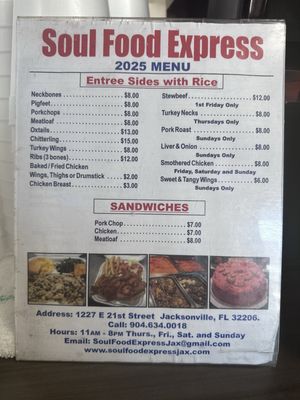 Soul Food Express
2025 MENU
Entree Sides with Rice
Neckbones $8.00
Pigfeet $8.00
Porkchops $8.00
Meatloaf $8.00
Oxtails $13.00
Chitterling $15.00
Turkey Wings $8.00
Ribs (3 bones) $12.00
Baked/Fried Chicken
Wings, Thighs or Drumstick $2.00
Chicken Breast $3.00
Stewbeef $12.00
1st Friday Only
Turkey Necks $8.00
Thursdays Only
Pork Roast $8.00
Sundays Only
Liver & Onion $8.00
Sundays Only
Smothered Chicken $8.00
Friday, Saturday and Sunday
Sweet & Tangy Wings $6.00
Sundays Only
SANDWICHES
Pork Chop $7.00
Chicken $7.00
Meatloaf $8.00
Address: 1227 E 21st Street Jacksonville, FL 32206.
Call: 904.634.0018
Hours: 11AM - 8PM Thurs., Fri., Sat. and Sunday
Email: SoulFoodExpressJax@gmail.com
www.soulfoodexpressjax.com